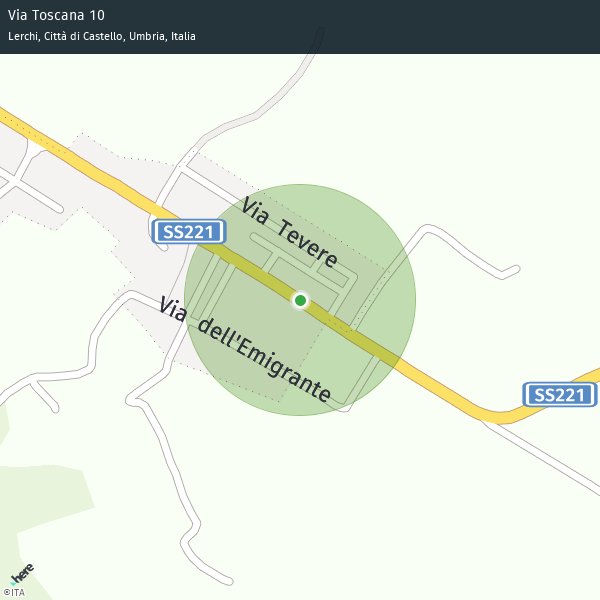 Via Toscana 10
Lerchi, Città di Castello, Umbria, Italia
Via Tevere
SS221
Via dell'Emigrante
SS221
here
©ITA